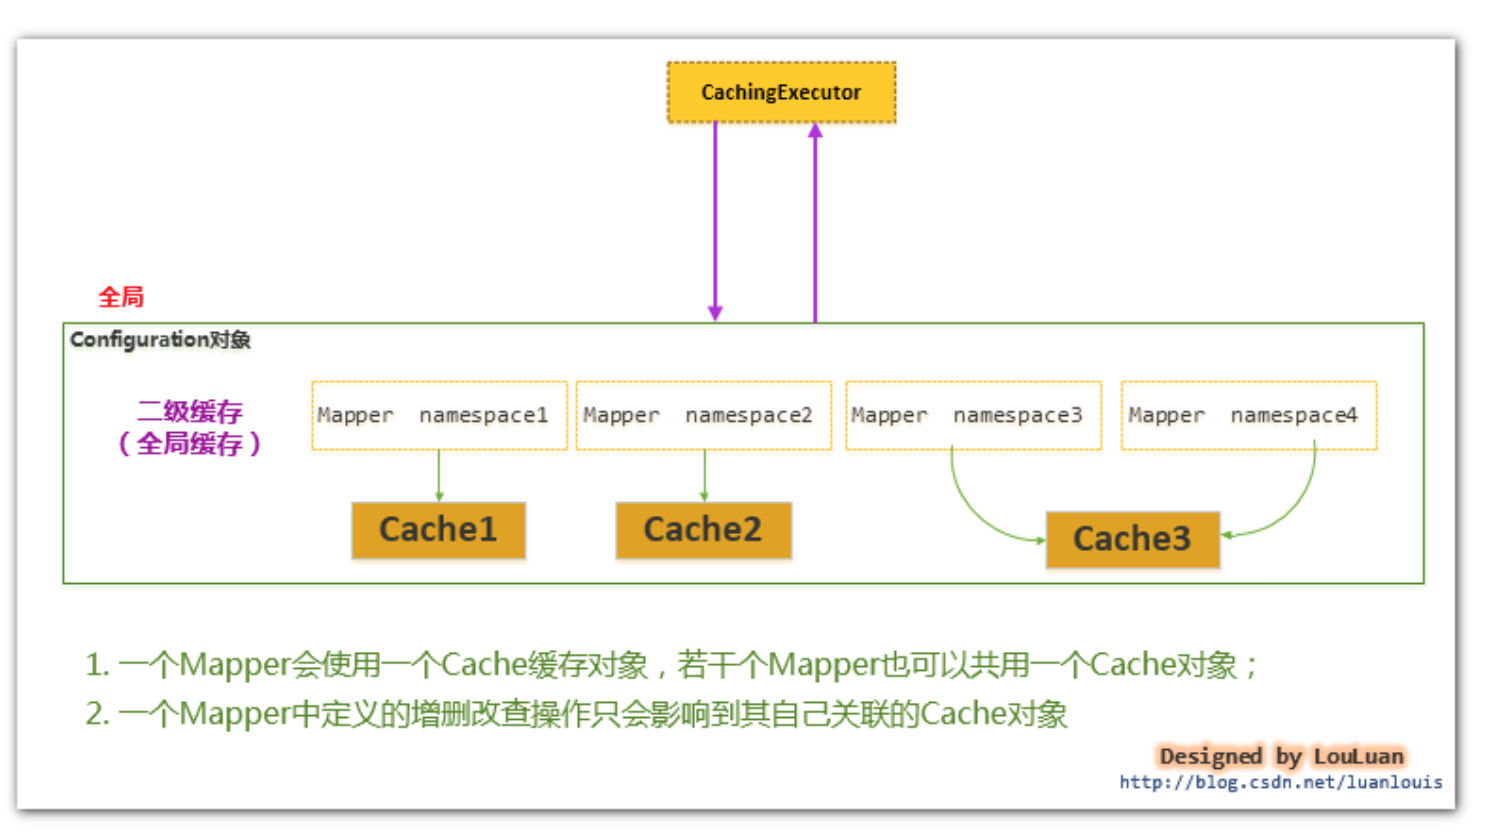 CachingExecutor
全局
Configuration对象
二级缓存
（全局缓存）
Mapper namespace1
Mapper namespace2
Mapper namespace3
Mapper namespace4
Cache1
Cache2
Cache3
1. 一个Mapper会使用一个Cache缓存对象，若干个Mapper也可以共用一个Cache对象；
2. 一个Mapper中定义的增删改查操作只会影响到其自己关联的Cache对象
Designed by LouLuan
http://blog.csdn.net/luanlouis